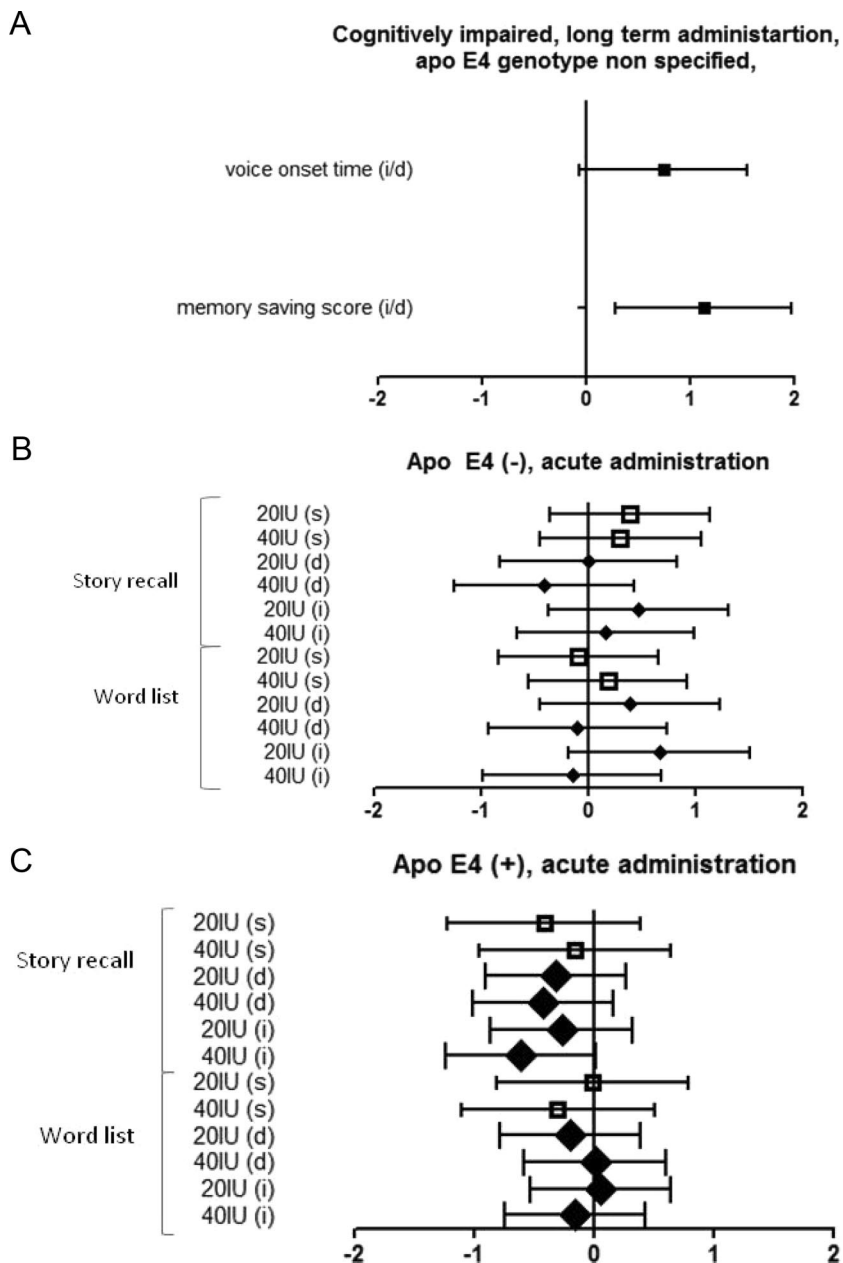 A
Cognitively impaired, long term administartion,
apo E4 genotype non specified,
voice onset time (i/d)
memory saving score (i/d)
-2 -1 0 1 2
B
Apo E4 (-), acute administration
Story recall
20IU (s)
40IU (s)
20IU (d)
40IU (d)
20IU (i)
40IU (i)
Word list
20IU (s)
40IU (s)
20IU (d)
40IU (d)
20IU (i)
40IU (i)
-2 -1 0 1 2
C
Apo E4 (+), acute administration
Story recall
20IU (s)
40IU (s)
20IU (d)
40IU (d)
20IU (i)
40IU (i)
Word list
20IU (s)
40IU (s)
20IU (d)
40IU (d)
20IU (i)
40IU (i)
-2 -1 0 1 2